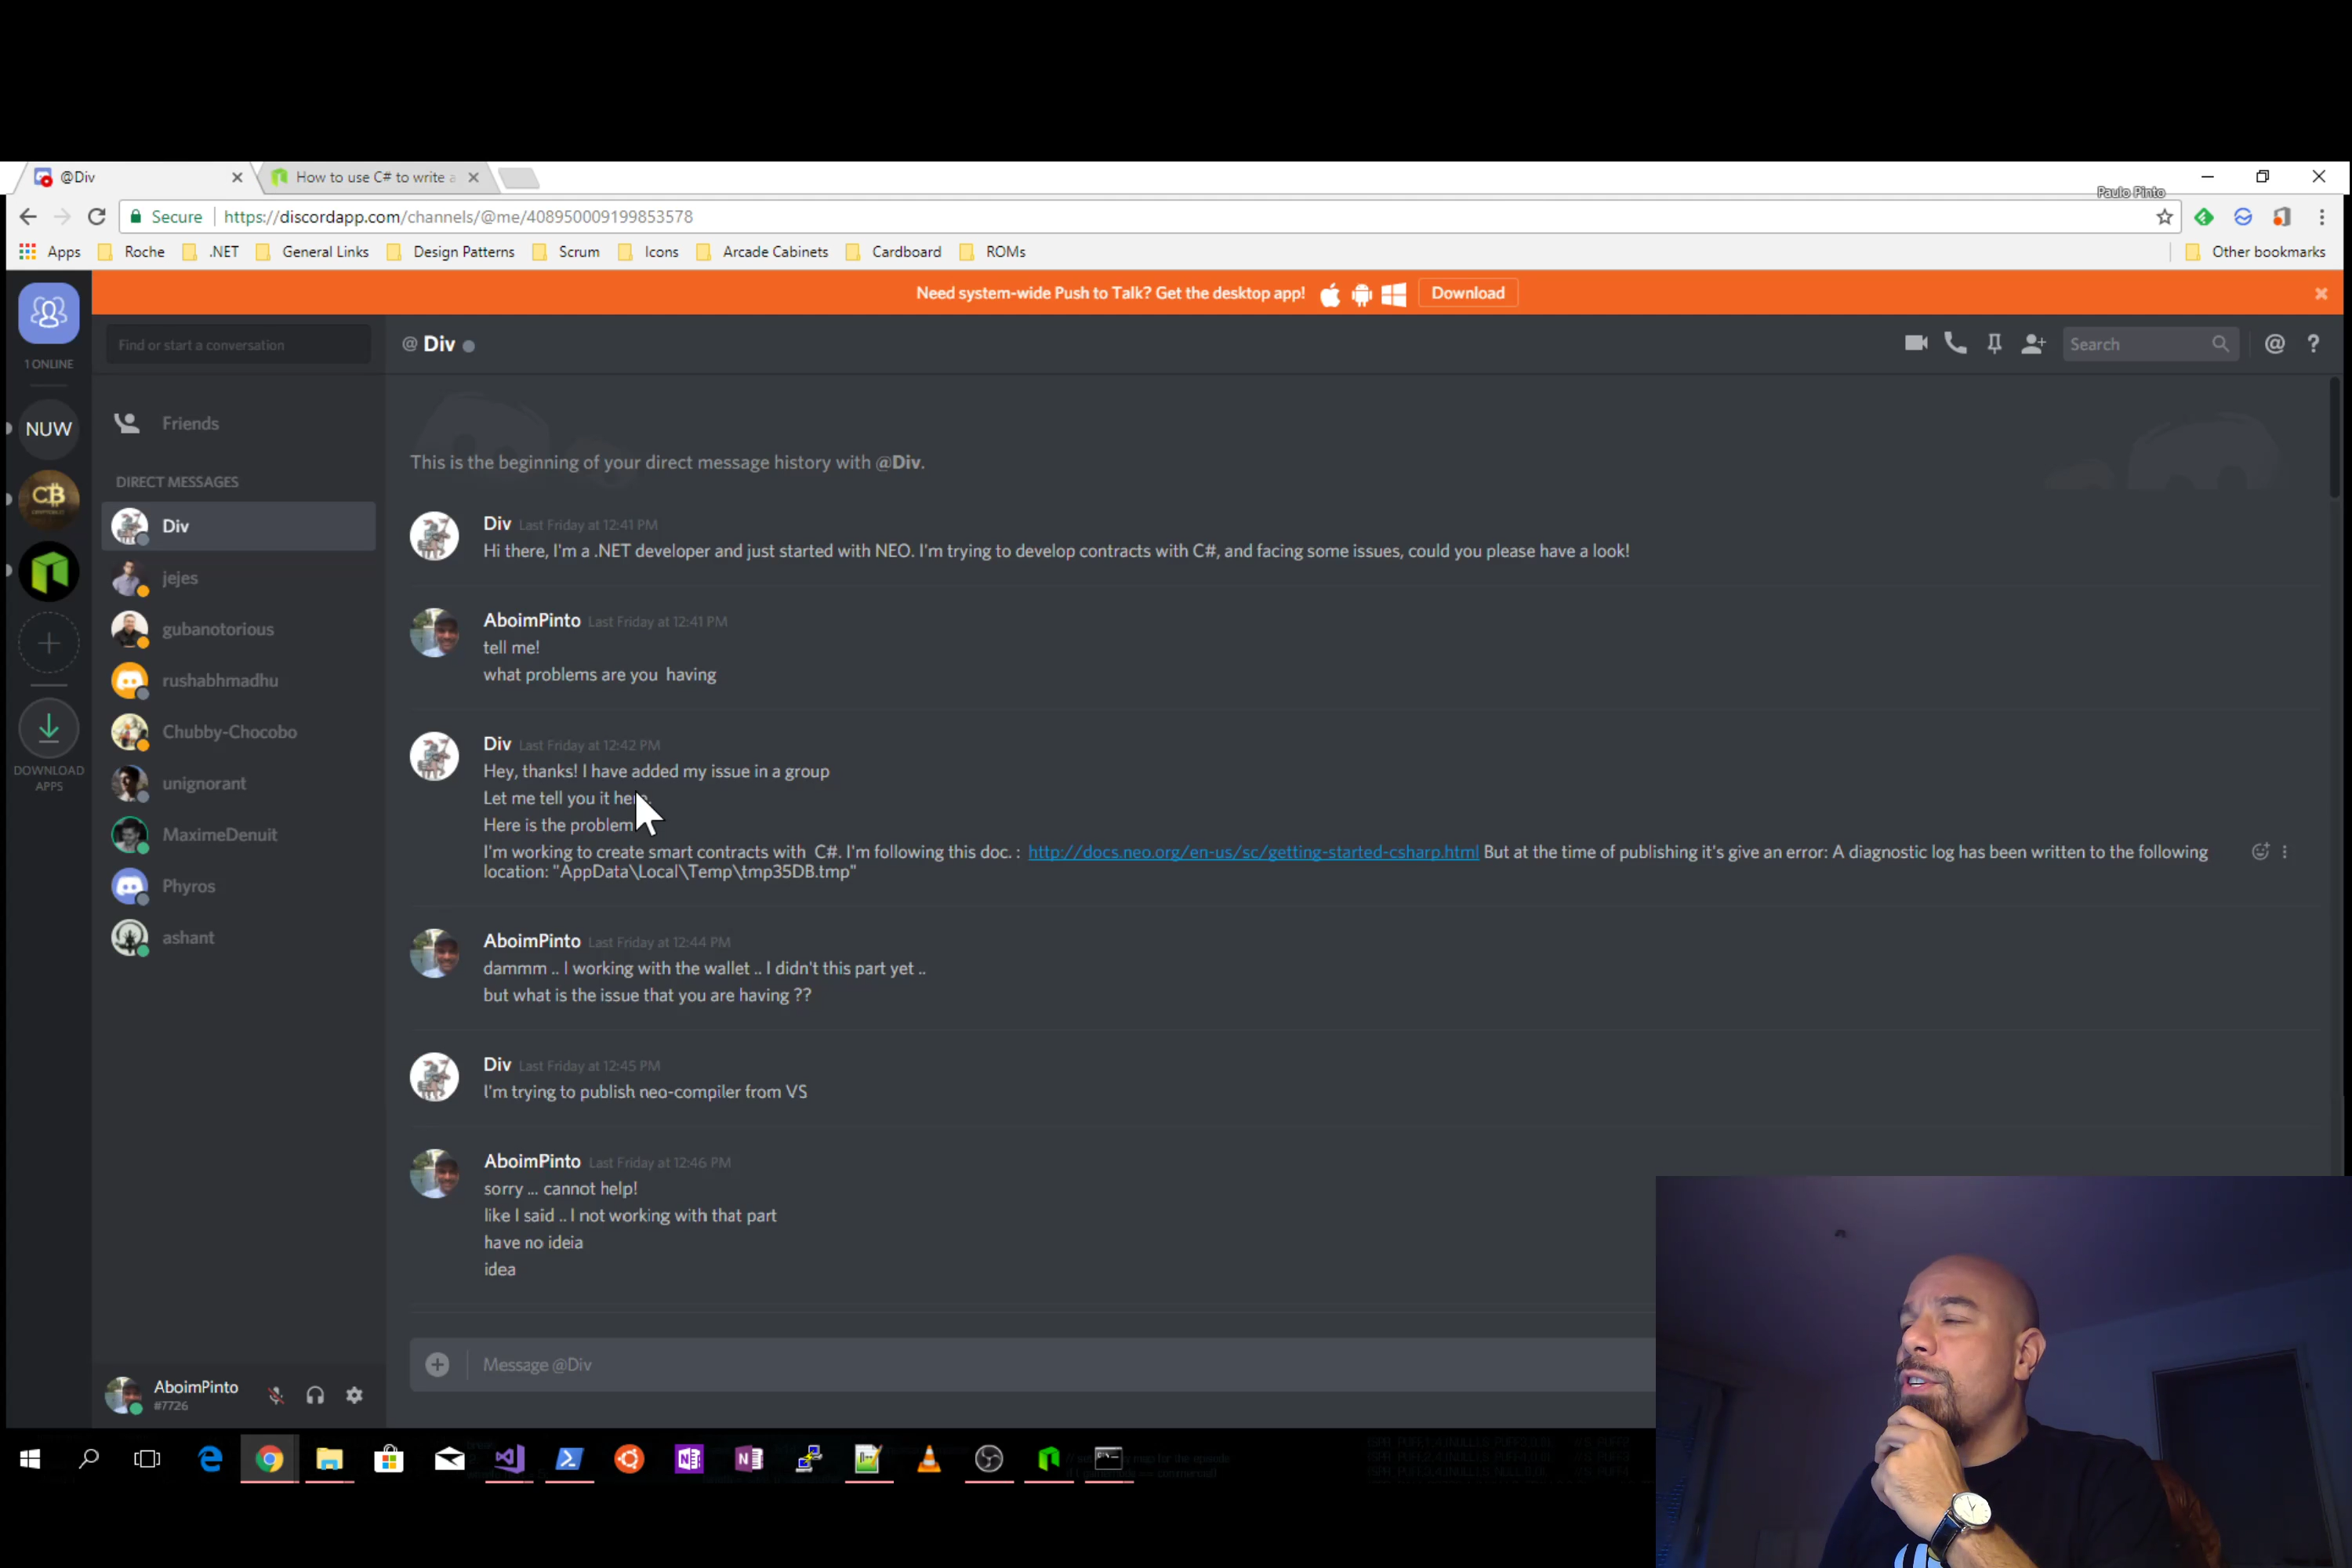 @Div
How to use C# to write a
Paulo Pinto
Secure
https://discordapp.com/channels/@me/408950009199853578
Apps
Roche
.NET
General Links
Design Patterns
Scrum
Icons
Arcade Cabinets
Cardboard
ROMs
Other bookmarks
Need system-wide Push to Talk? Get the desktop app!
Download
1 ONLINE
NUW
CB
DOWNLOAD
APPS
Find or start a conversation
Friends
DIRECT MESSAGES
Div
jejes
gubanotorious
rushabhmadhu
Chubby-Chocobo
unignorant
MaximeDenuit
Phyros
ashant
AboimPinto
#7726
@ Div
Search
This is the beginning of your direct message history with @Div.
Div Last Friday at 12:41 PM
Hi there, I'm a .NET developer and just started with NEO. I'm trying to develop contracts with C#, and facing some issues, could you please have a look!
AboimPinto Last Friday at 12:41 PM
tell me!
what problems are you having
Div Last Friday at 12:42 PM
Hey, thanks! I have added my issue in a group
Let me tell you it here.
Here is the problem
I'm working to create smart contracts with C#. I'm following this doc. : http://docs.neo.org/en-us/sc/getting-started-csharp.html But at the time of publishing it's give an error: A diagnostic log has been written to the following
location: "AppData\Local\Temp\tmp35DB.tmp"
AboimPinto Last Friday at 12:44 PM
dammm .. I working with the wallet .. I didn't this part yet ..
but what is the issue that you are having ??
Div Last Friday at 12:45 PM
I'm trying to publish neo-compiler from VS
AboimPinto Last Friday at 12:46 PM
sorry ... cannot help!
like I said .. I not working with that part
have no ideia
idea
Message @Div